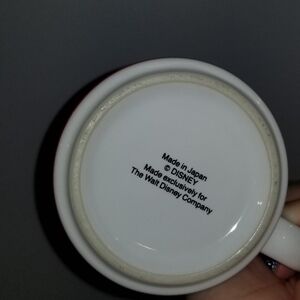 Made in Japan
© DISNEY
Made exclusively for
The Walt Disney Company